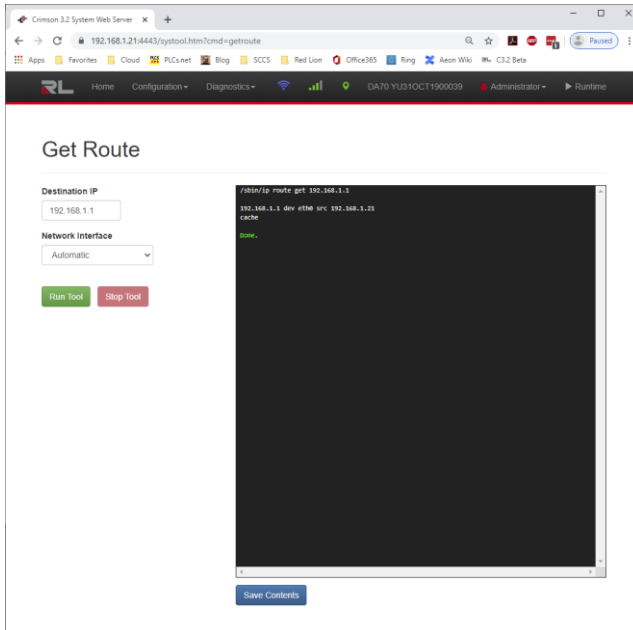 Crimson 3.2 System Web Server
192.168.1.21:4443/systool.htm?cmd=getroute
Paused
Apps Favorites Cloud PLCs.net Blog SCCS Red Lion Office365 Ring Aeon Wiki C3.2 Beta
RL Home Configuration Diagnostics DA70 YU31OCT1900039 Administrator Runtime
Get Route
Destination IP
192.168.1.1
Network Interface
Automatic
Run Tool Stop Tool
/sbin/ip route get 192.168.1.1
192.168.1.1 dev eth0 src 192.168.1.21
cache
Done.
Save Contents